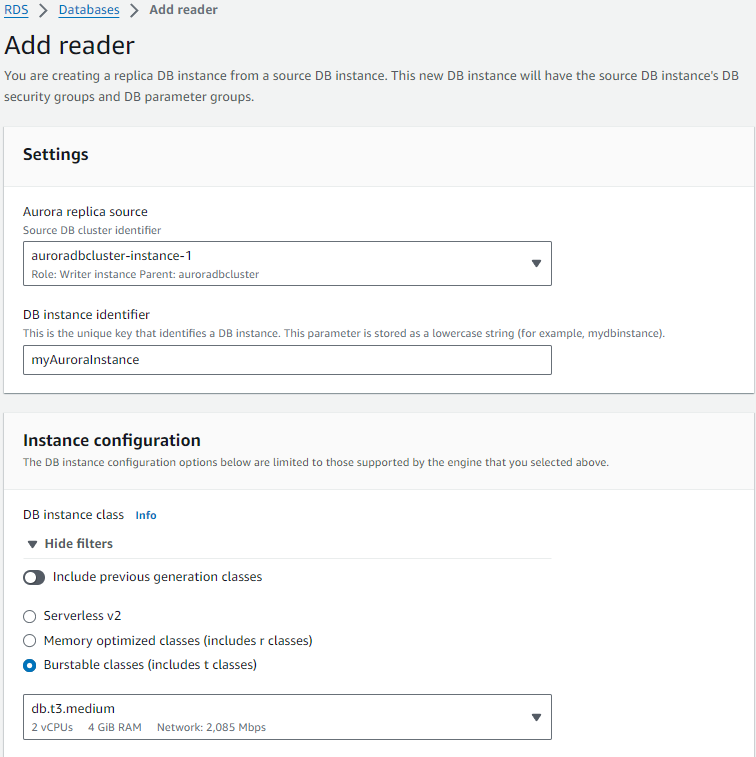 RDS > Databases > Add reader
Add reader
You are creating a replica DB instance from a source DB instance. This new DB instance will have the source DB instance's DB
security groups and DB parameter groups.
Settings
Aurora replica source
Source DB cluster identifier
auroradbcluster-instance-1
Role: Writer instance Parent: auroradbcluster
DB instance identifier
This is the unique key that identifies a DB instance. This parameter is stored as a lowercase string (for example, mydbinstance).
myAuroraInstance
Instance configuration
The DB instance configuration options below are limited to those supported by the engine that you selected above.
DB instance class Info
Hide filters
Include previous generation classes
Serverless v2
Memory optimized classes (includes r classes)
Burstable classes (includes t classes)
db.t3.medium
2 vCPUs 4 GiB RAM Network: 2,085 Mbps